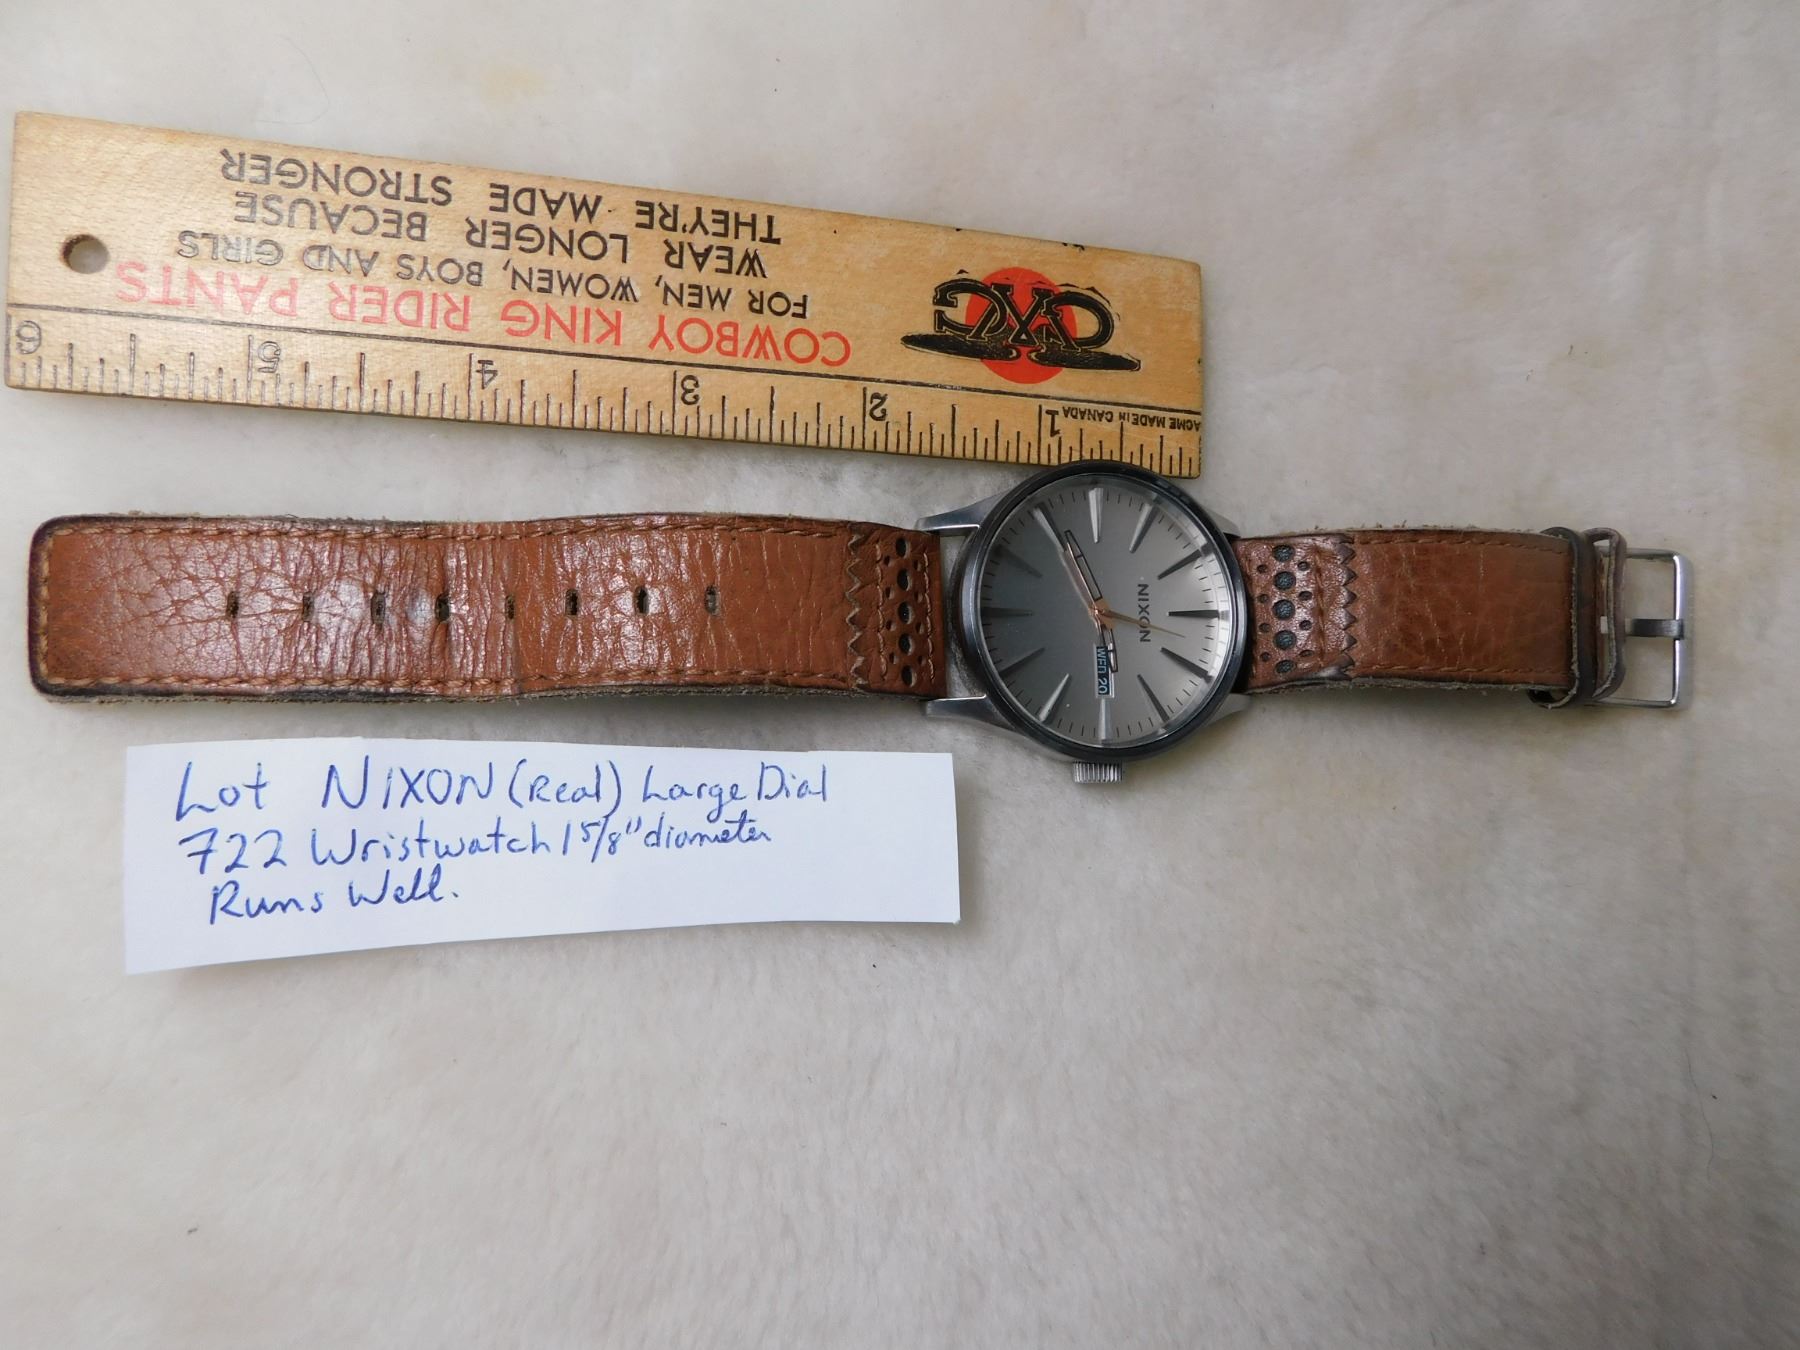 COWBOY KING RIDER PANTS
FOR MEN, WOMEN, BOYS AND GIRLS
WEAR LONGER BECAUSE
THEY'RE MADE STRONGER
ACME MADE IN CANADA
1 2 3 4 5 6
NIXON
WED 20
Lot NIXON (Real) Large Dial
722 Wristwatch 1 5/8" diameter
Runs Well.